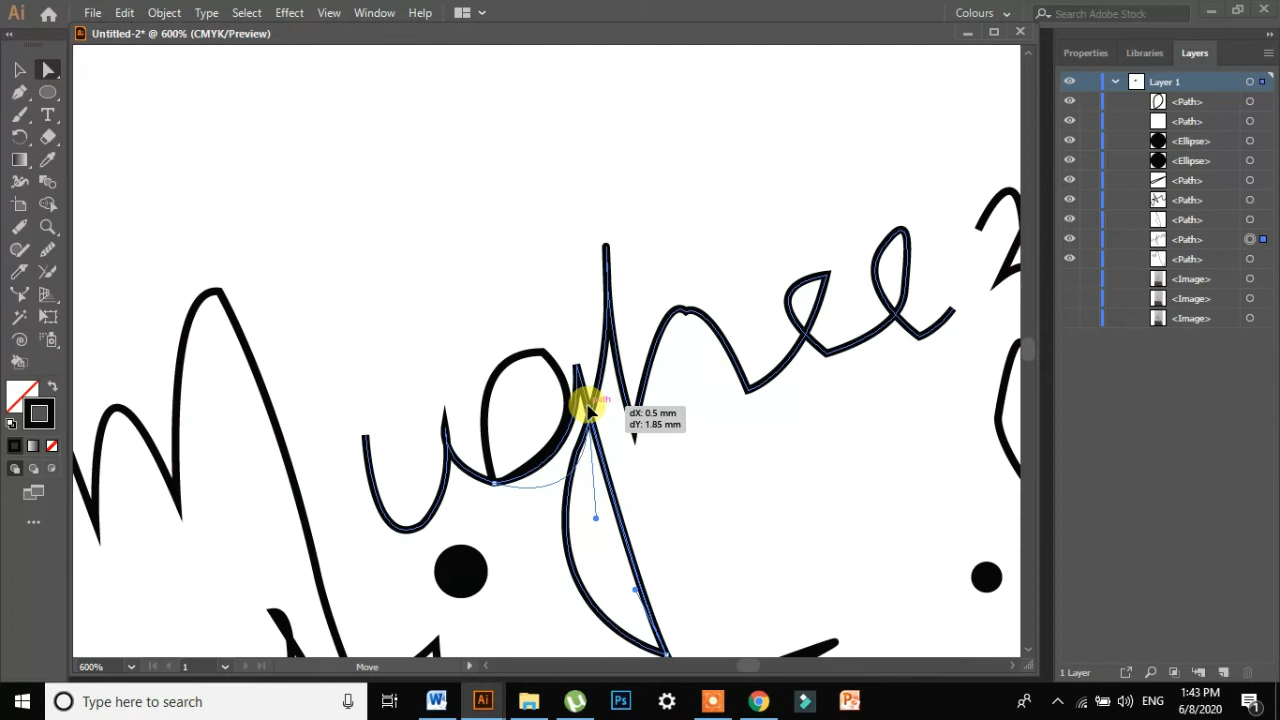 Ai File Edit Object Type Select Effect View Window Help Colours Search Adobe Stock
Untitled-2* @ 600% (CMYK/Preview)
Properties Libraries Layers
Layer 1
<Path>
<Path>
<Ellipse>
<Ellipse>
<Path>
<Path>
<Path>
<Path>
<Path>
<Image>
<Image>
<Image>
path
dX: 0.5 mm
dY: 1.85 mm
600% 1 Move
1 Layer
Type here to search
ENG
1:43 PM
6/8/2020